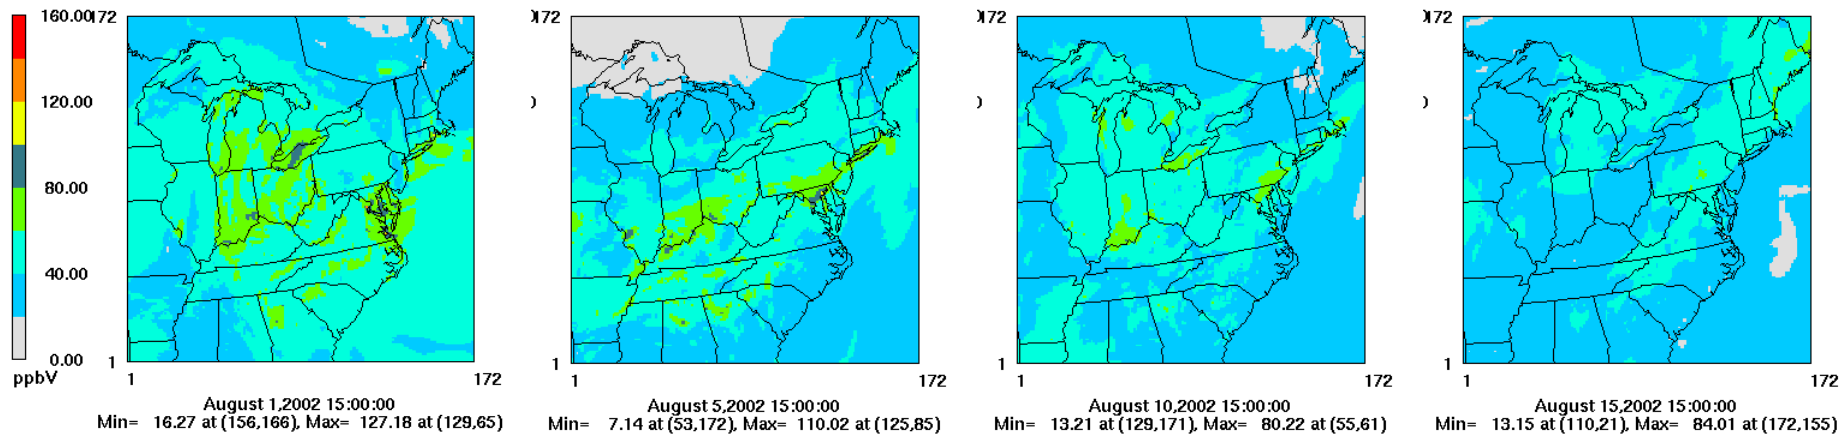 160.00
120.00
80.00
40.00
0.00
ppbV
172
1
1 172
August 1,2002 15:00:00
Min= 16.27 at (156,166), Max= 127.18 at (129,65)
172
)
1
1 172
August 5,2002 15:00:00
Min= 7.14 at (53,172), Max= 110.02 at (125,85)
172
)
1
1 172
August 10,2002 15:00:00
Min= 13.21 at (129,171), Max= 80.22 at (55,61)
172
)
1
1 172
August 15,2002 15:00:00
Min= 13.15 at (110,21), Max= 84.01 at (172,155)